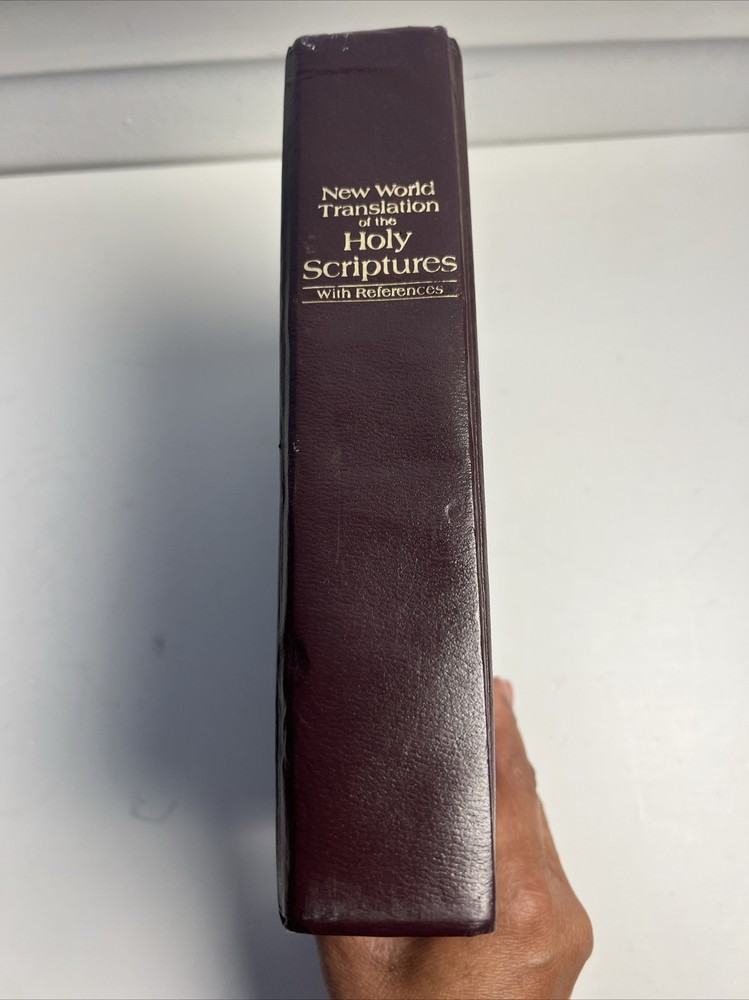 New World
Translation
of the
Holy
Scriptures
With References